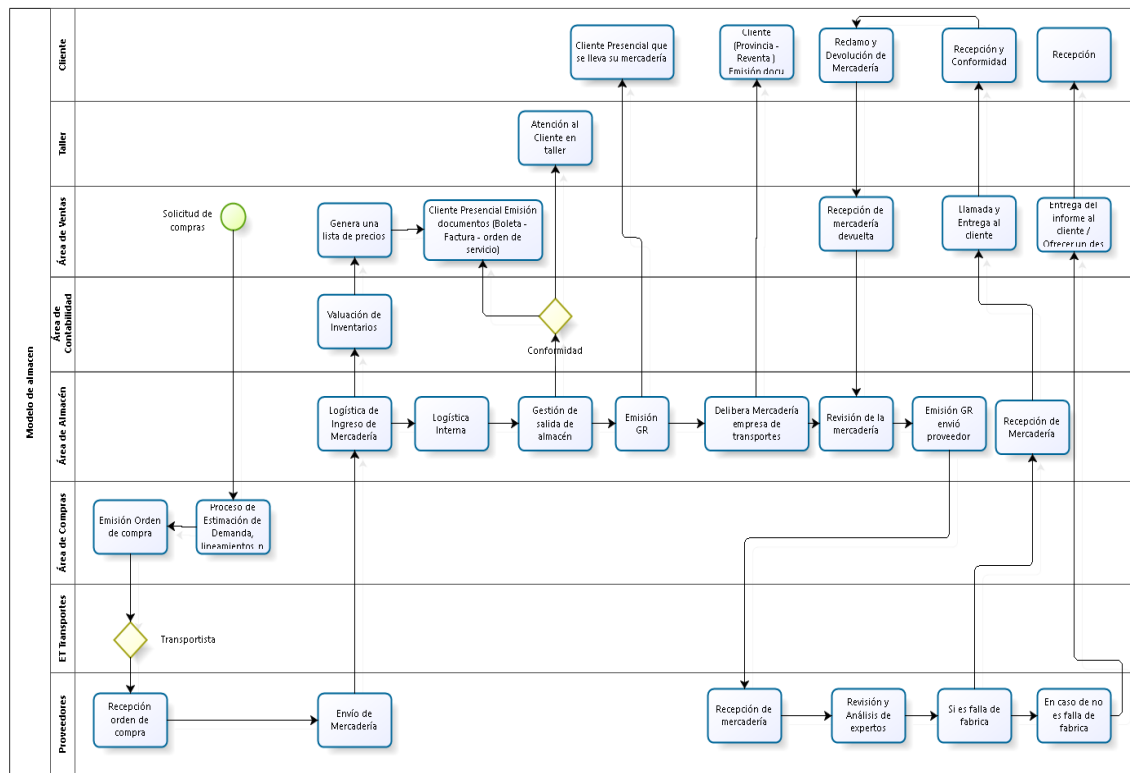 Modelo de almacen
Cliente
Cliente Presencial que
se lleva su mercadería
Cliente
(Provincia -
Reventa )
Emisión docu
Reclamo y
Devolución de
Mercadería
Recepción y
Conformidad
Recepción
Taller
Atención al
Cliente en
taller
Área de Ventas
Solicitud de
compras
Genera una
lista de precios
Cliente Presencial Emisión
documentos (Boleta -
Factura - orden de
servicio)
Recepción de
mercadería
devuelta
Llamada y
Entrega al
cliente
Entrega del
informe al
cliente /
Ofrecer un des
Área de
Contabilidad
Valuación de
Inventarios
Conformidad
Área de Almacén
Logística de
Ingreso de
Mercadería
Logística
Interna
Gestión de
salida de
almacén
Emisión
GR
Delibera Mercadería
empresa de
transportes
Revisión de la
mercadería
Emisión GR
envió
proveedor
Recepción de
Mercadería
Área de Compras
Emisión Orden
de compra
Proceso de
Estimación de
Demanda,
lineamientos n
ET Transportes
Transportista
Proveedores
Recepción
orden de
compra
Envío de
Mercadería
Recepción de
mercadería
Revisión y
Análisis de
expertos
Si es falla de
fabrica
En caso de no
es falla de
fabrica